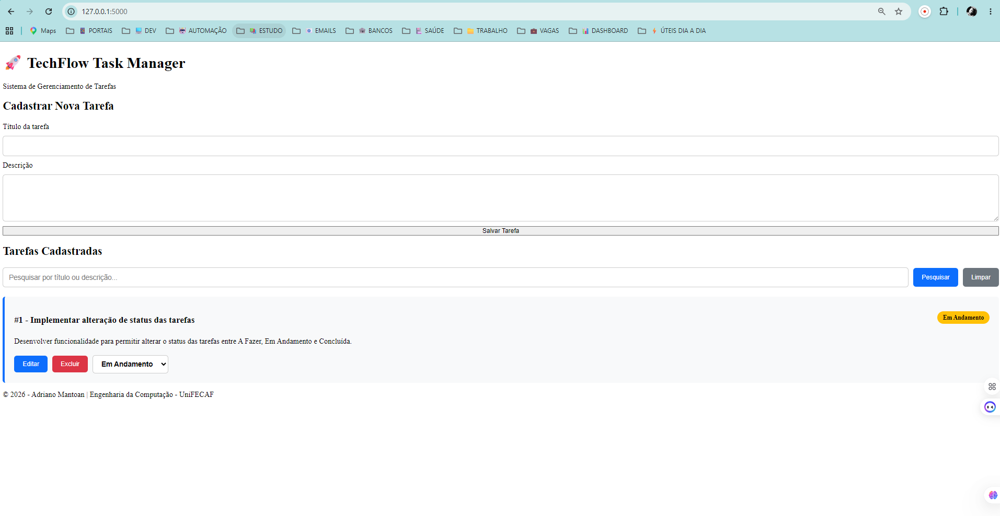 127.0.0.1:5000
Maps PORTAIS DEV AUTOMAÇÃO ESTUDO EMAILS BANCOS SAÚDE TRABALHO VAGAS DASHBOARD ÚTEIS DIA A DIA
🚀 TechFlow Task Manager
Sistema de Gerenciamento de Tarefas
Cadastrar Nova Tarefa
Título da tarefa
Descrição
Salvar Tarefa
Tarefas Cadastradas
Pesquisar por título ou descrição... Pesquisar Limpar
#1 - Implementar alteração de status das tarefas Em Andamento
Desenvolver funcionalidade para permitir alterar o status das tarefas entre A Fazer, Em Andamento e Concluída.
Editar Excluir Em Andamento
© 2026 - Adriano Mantoan | Engenharia da Computação - UniFECAF